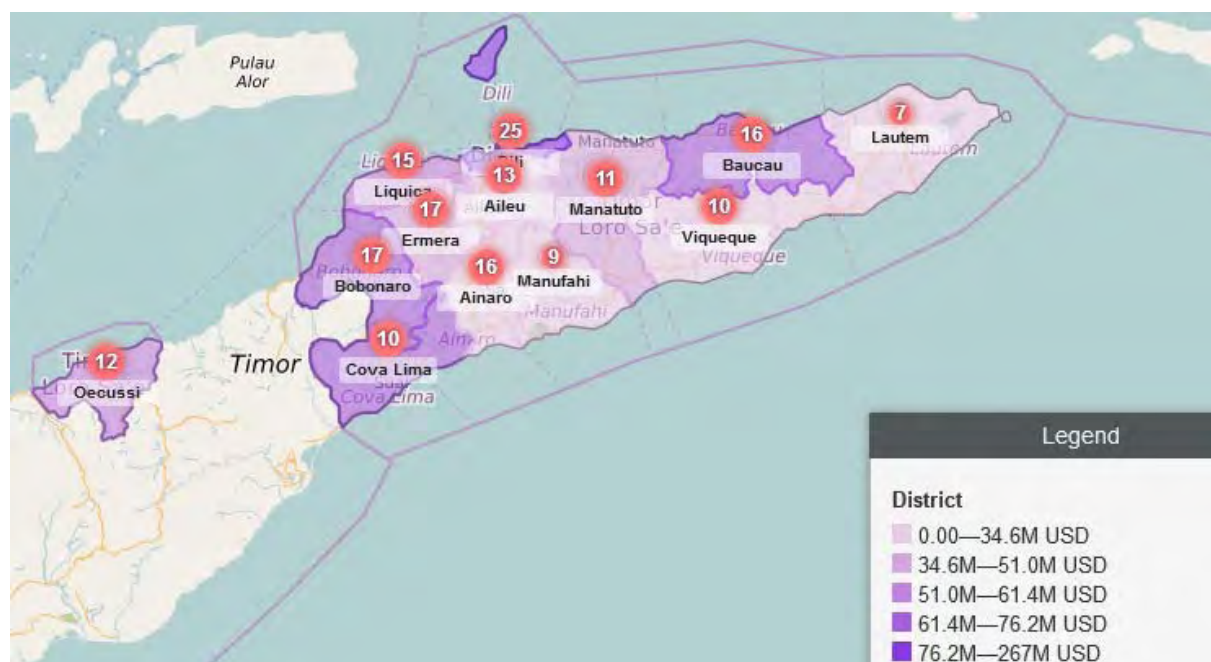 Pulau
Alor
Dili
25
15
Liquica
13
Aileu
17
Ermera
Manatuto
11
Manatuto
16
Baucau
7
Lautem
Lautem
Loro Sa'e
10
Viqueque
Viqueque
17
Bobonaro
16
Ainaro
9
Manufahi
Manufahi
10
Cova Lima
Suai
Cova Lima
Ainaro
12
Oecussi
Timor
Legend
District
0.00—34.6M USD
34.6M—51.0M USD
51.0M—61.4M USD
61.4M—76.2M USD
76.2M—267M USD